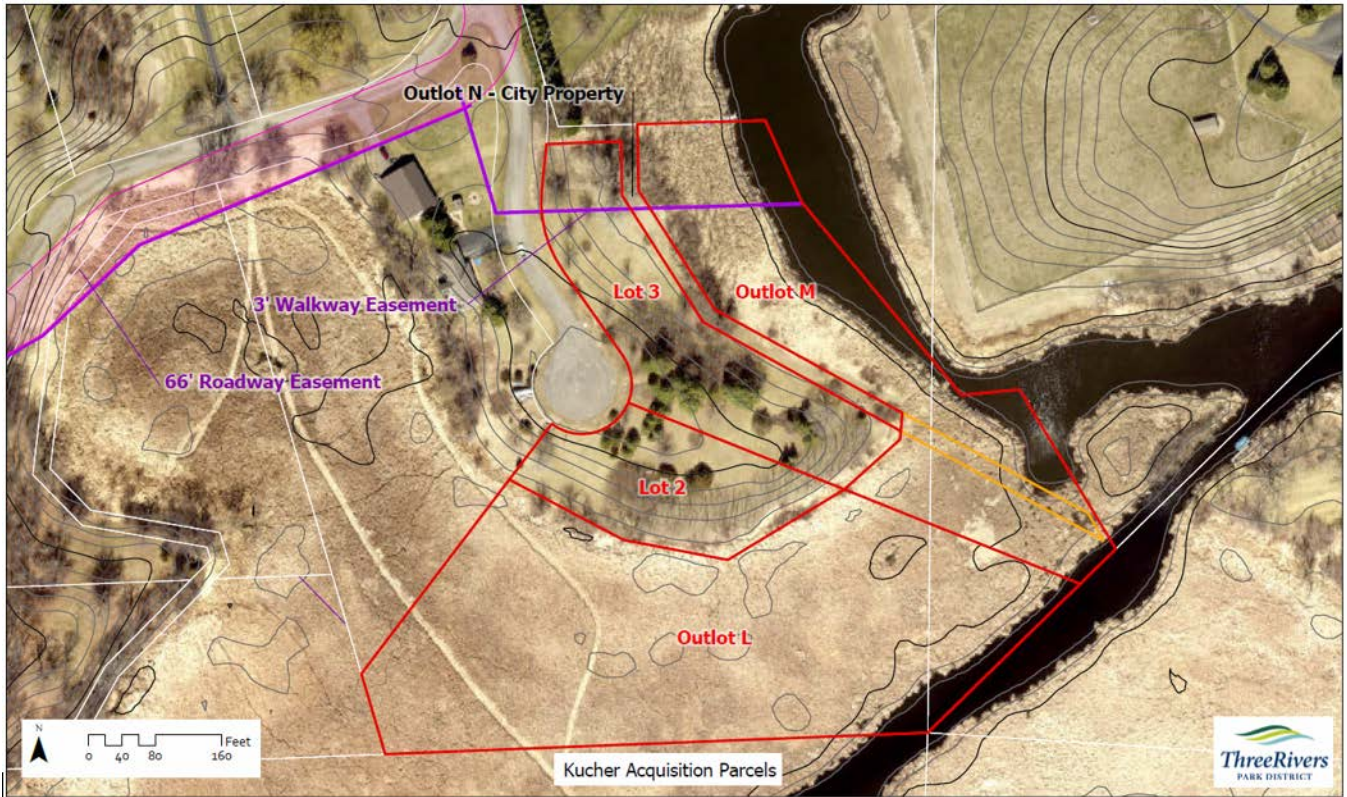 Outlot N - City Property
3' Walkway Easement
Lot 3
Outlot M
66' Roadway Easement
Lot 2
Outlot L
N
0 40 80 160 Feet
Kucher Acquisition Parcels
ThreeRivers
PARK DISTRICT